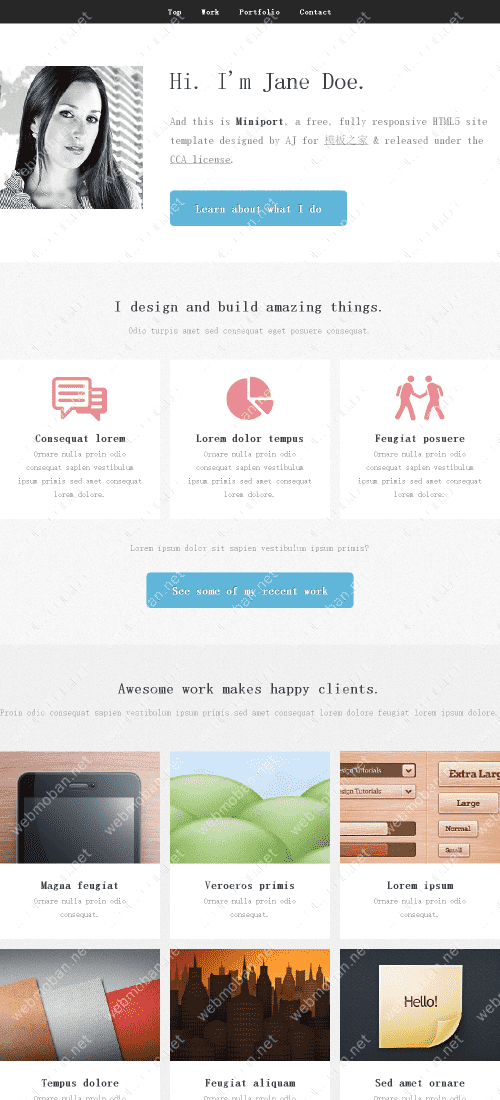 Top Work Portfolio Contact
Hi. I'm Jane Doe.
And this is Miniport, a free, fully responsive HTML5 site
template designed by AJ for 模板之家 & released under the
CCA license.
Learn about what I do
I design and build amazing things.
Odio turpis amet sed consequat eget posuere consequat.
Consequat lorem
Ornare nulla proin odio
consequat sapien vestibulum
ipsum primis sed amet consequat
lorem dolore.
Lorem dolor tempus
Ornare nulla proin odio
consequat sapien vestibulum
ipsum primis sed amet consequat
lorem dolore.
Feugiat posuere
Ornare nulla proin odio
consequat sapien vestibulum
ipsum primis sed amet consequat
lorem dolore.
Lorem ipsum dolor sit sapien vestibulum ipsum primis?
See some of my recent work
Awesome work makes happy clients.
Proin odio consequat sapien vestibulum ipsum primis sed amet consequat lorem dolore feugiat lorem ipsum dolore.
sign Tutorials
sign Tutorials
Extra Larg
Large
Normal
Small
Magna feugiat
Ornare nulla proin odio
consequat.
Veroeros primis
Ornare nulla proin odio
consequat.
Lorem ipsum
Ornare nulla proin odio
consequat.
Hello!
Tempus dolore
Ornare nulla proin odio
Feugiat aliquam
Ornare nulla proin odio
Sed amet ornare
Ornare nulla proin odio
webmoban.net